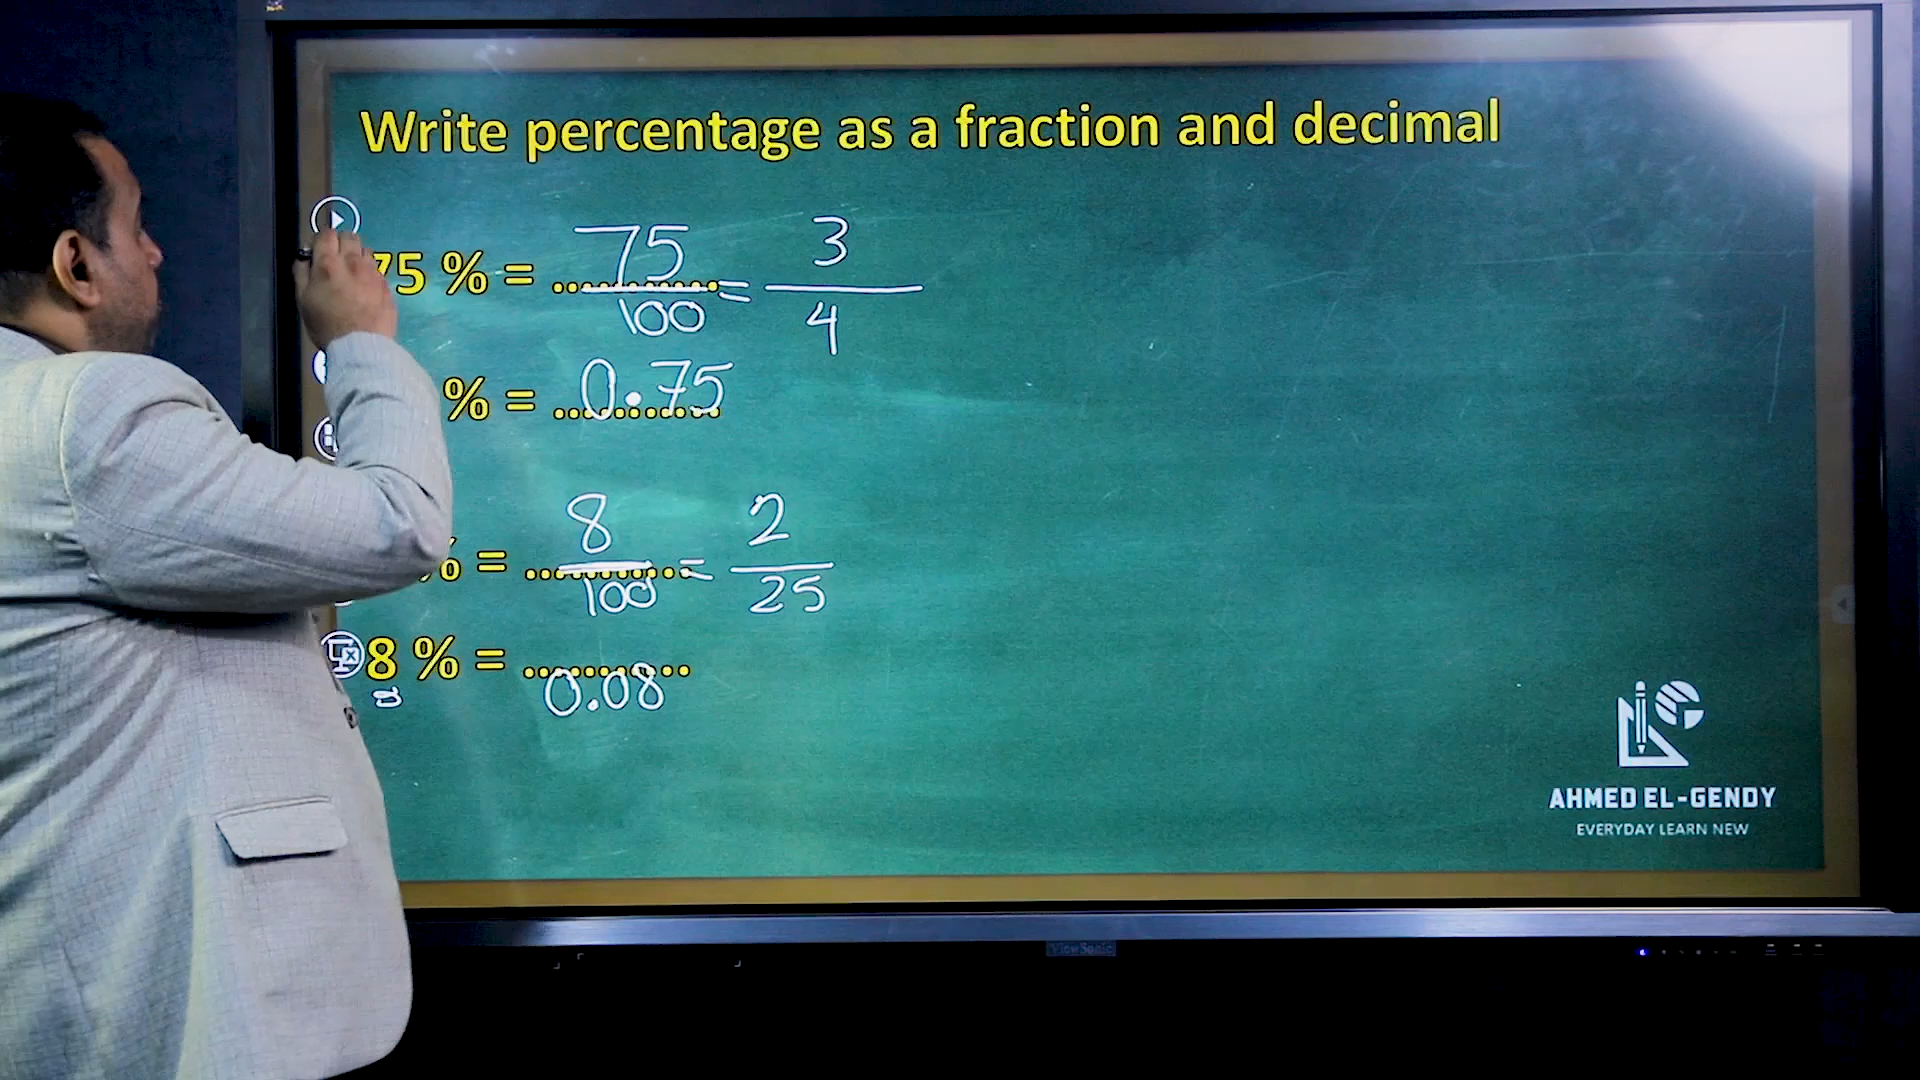 Write percentage as a fraction and decimal
75 % = .......... 75/100 = 3/4
% = .......... 0.75
% = .......... 8/100 = 2/25
8 % = .......... 0.08
AHMED EL-GENDY
EVERYDAY LEARN NEW
ViewSonic